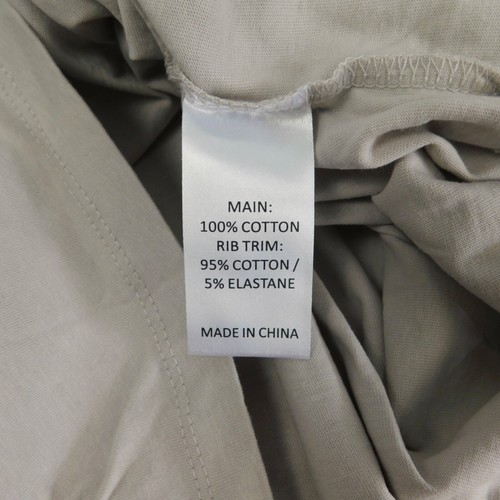 MAIN:
100% COTTON
RIB TRIM:
95% COTTON /
5% ELASTANE
MADE IN CHINA